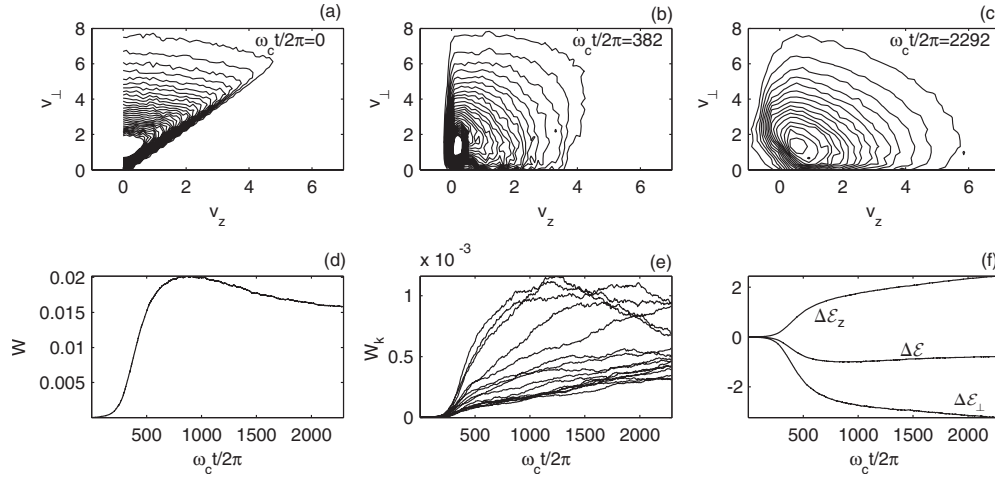 (a)
ω_c t/2π=0
8
6
4
2
0
v_⊥
0 2 4 6
v_z
(b)
ω_c t/2π=382
8
6
4
2
0
v_⊥
0 2 4 6
v_z
(c)
ω_c t/2π=2292
8
6
4
2
0
v_⊥
0 2 4 6
v_z
(d)
0.02
0.015
0.01
0.005
W
500 1000 1500 2000
ω_c t/2π
x 10^-3
(e)
1
0.5
0
W_k
500 1000 1500 2000
ω_c t/2π
(f)
2
0
-2
Δℰ_z
Δℰ
Δℰ_⊥
500 1000 1500 2000
ω_c t/2π